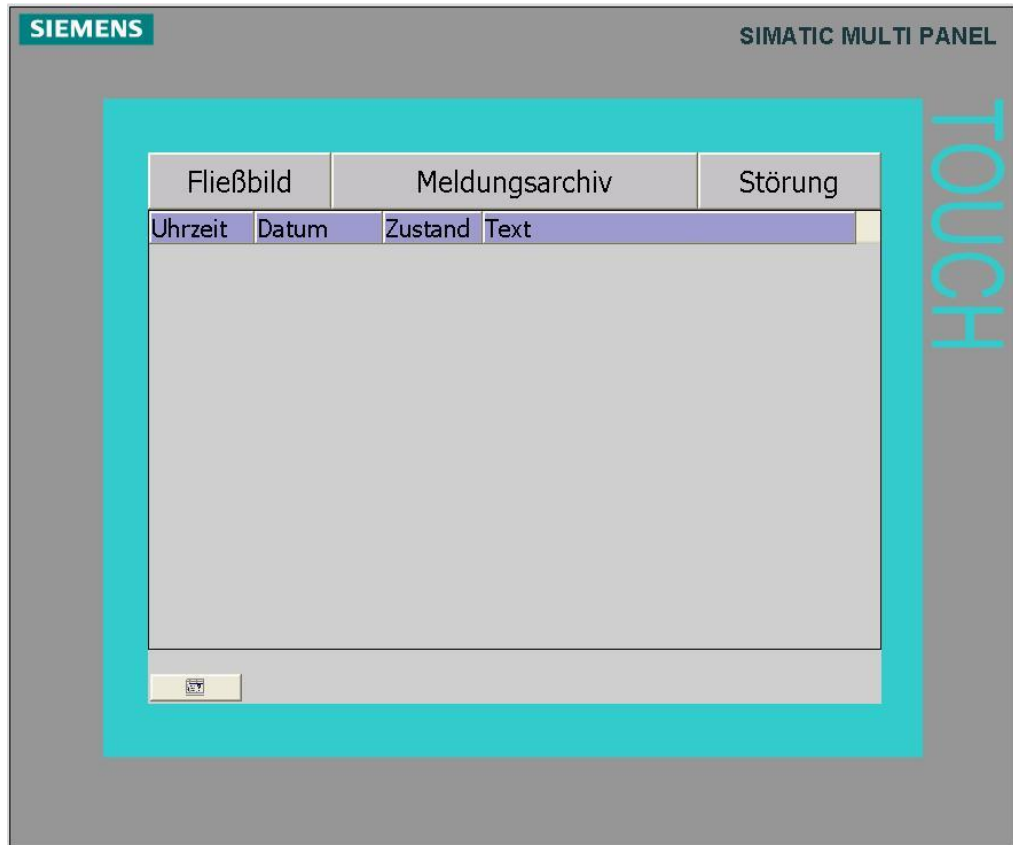 SIEMENS
SIMATIC MULTI PANEL
TOUCH
Fließbild Meldungsarchiv Störung
Uhrzeit Datum Zustand Text